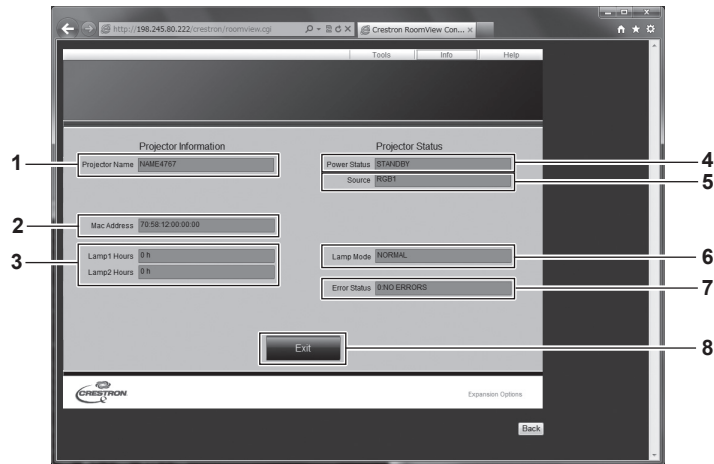 http://198.245.80.222/crestron/roomview.cgi
Crestron RoomView Con... ×
Tools Info Help
Projector Information
Projector Status
1
Projector Name NAME4767
Power Status STANDBY
4
Source RGB1
5
2
Mac Address 70:58:12:00:00:00
3
Lamp1 Hours 0 h
Lamp2 Hours 0 h
Lamp Mode NORMAL
6
Error Status 0:NO ERRORS
7
Exit
8
CRESTRON
Expansion Options
Back